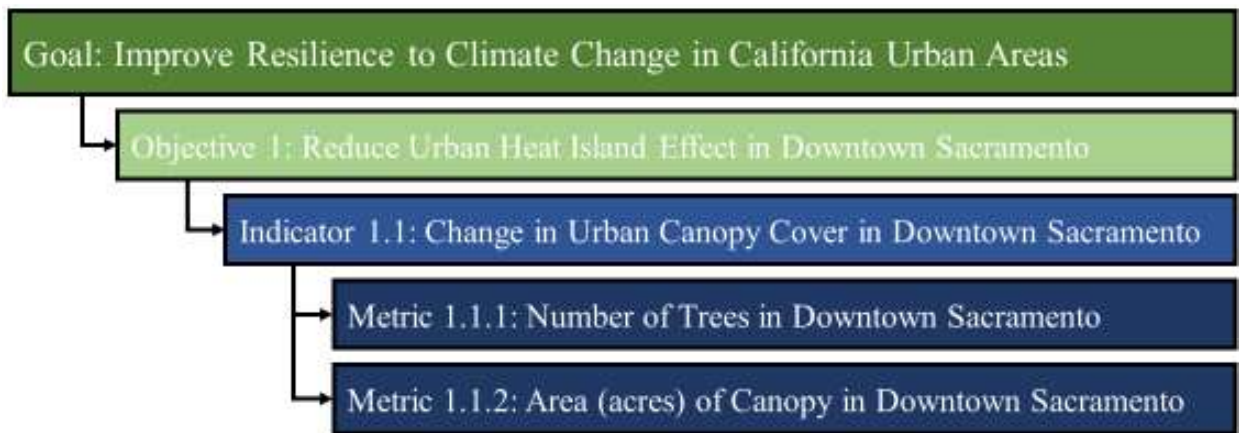 Goal: Improve Resilience to Climate Change in California Urban Areas
Objective 1: Reduce Urban Heat Island Effect in Downtown Sacramento
Indicator 1.1: Change in Urban Canopy Cover in Downtown Sacramento
Metric 1.1.1: Number of Trees in Downtown Sacramento
Metric 1.1.2: Area (acres) of Canopy in Downtown Sacramento